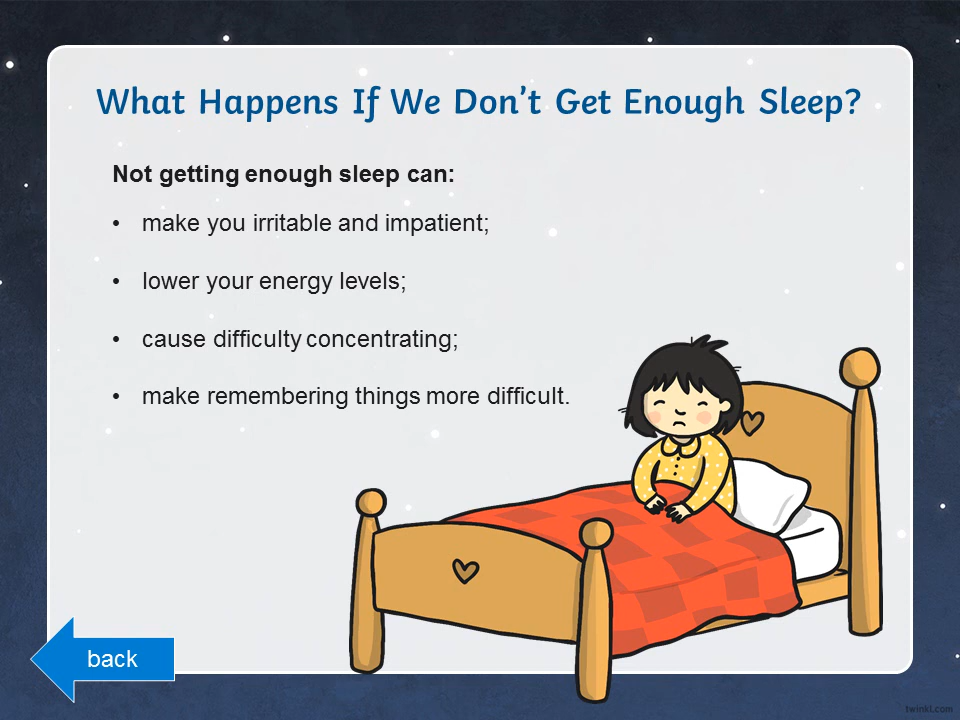 What Happens If We Don't Get Enough Sleep?
Not getting enough sleep can:
• make you irritable and impatient;
• lower your energy levels;
• cause difficulty concentrating;
• make remembering things more difficult.
back
twinkl.com